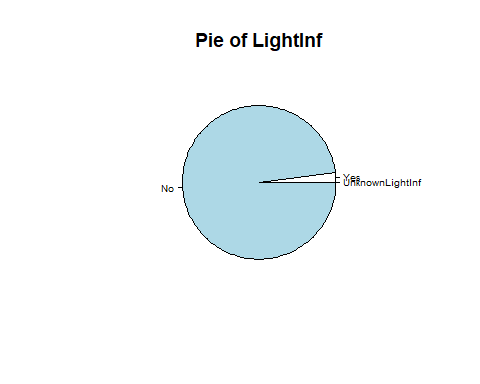 Pie of LightInf
Yes
UnknownLightInf
No